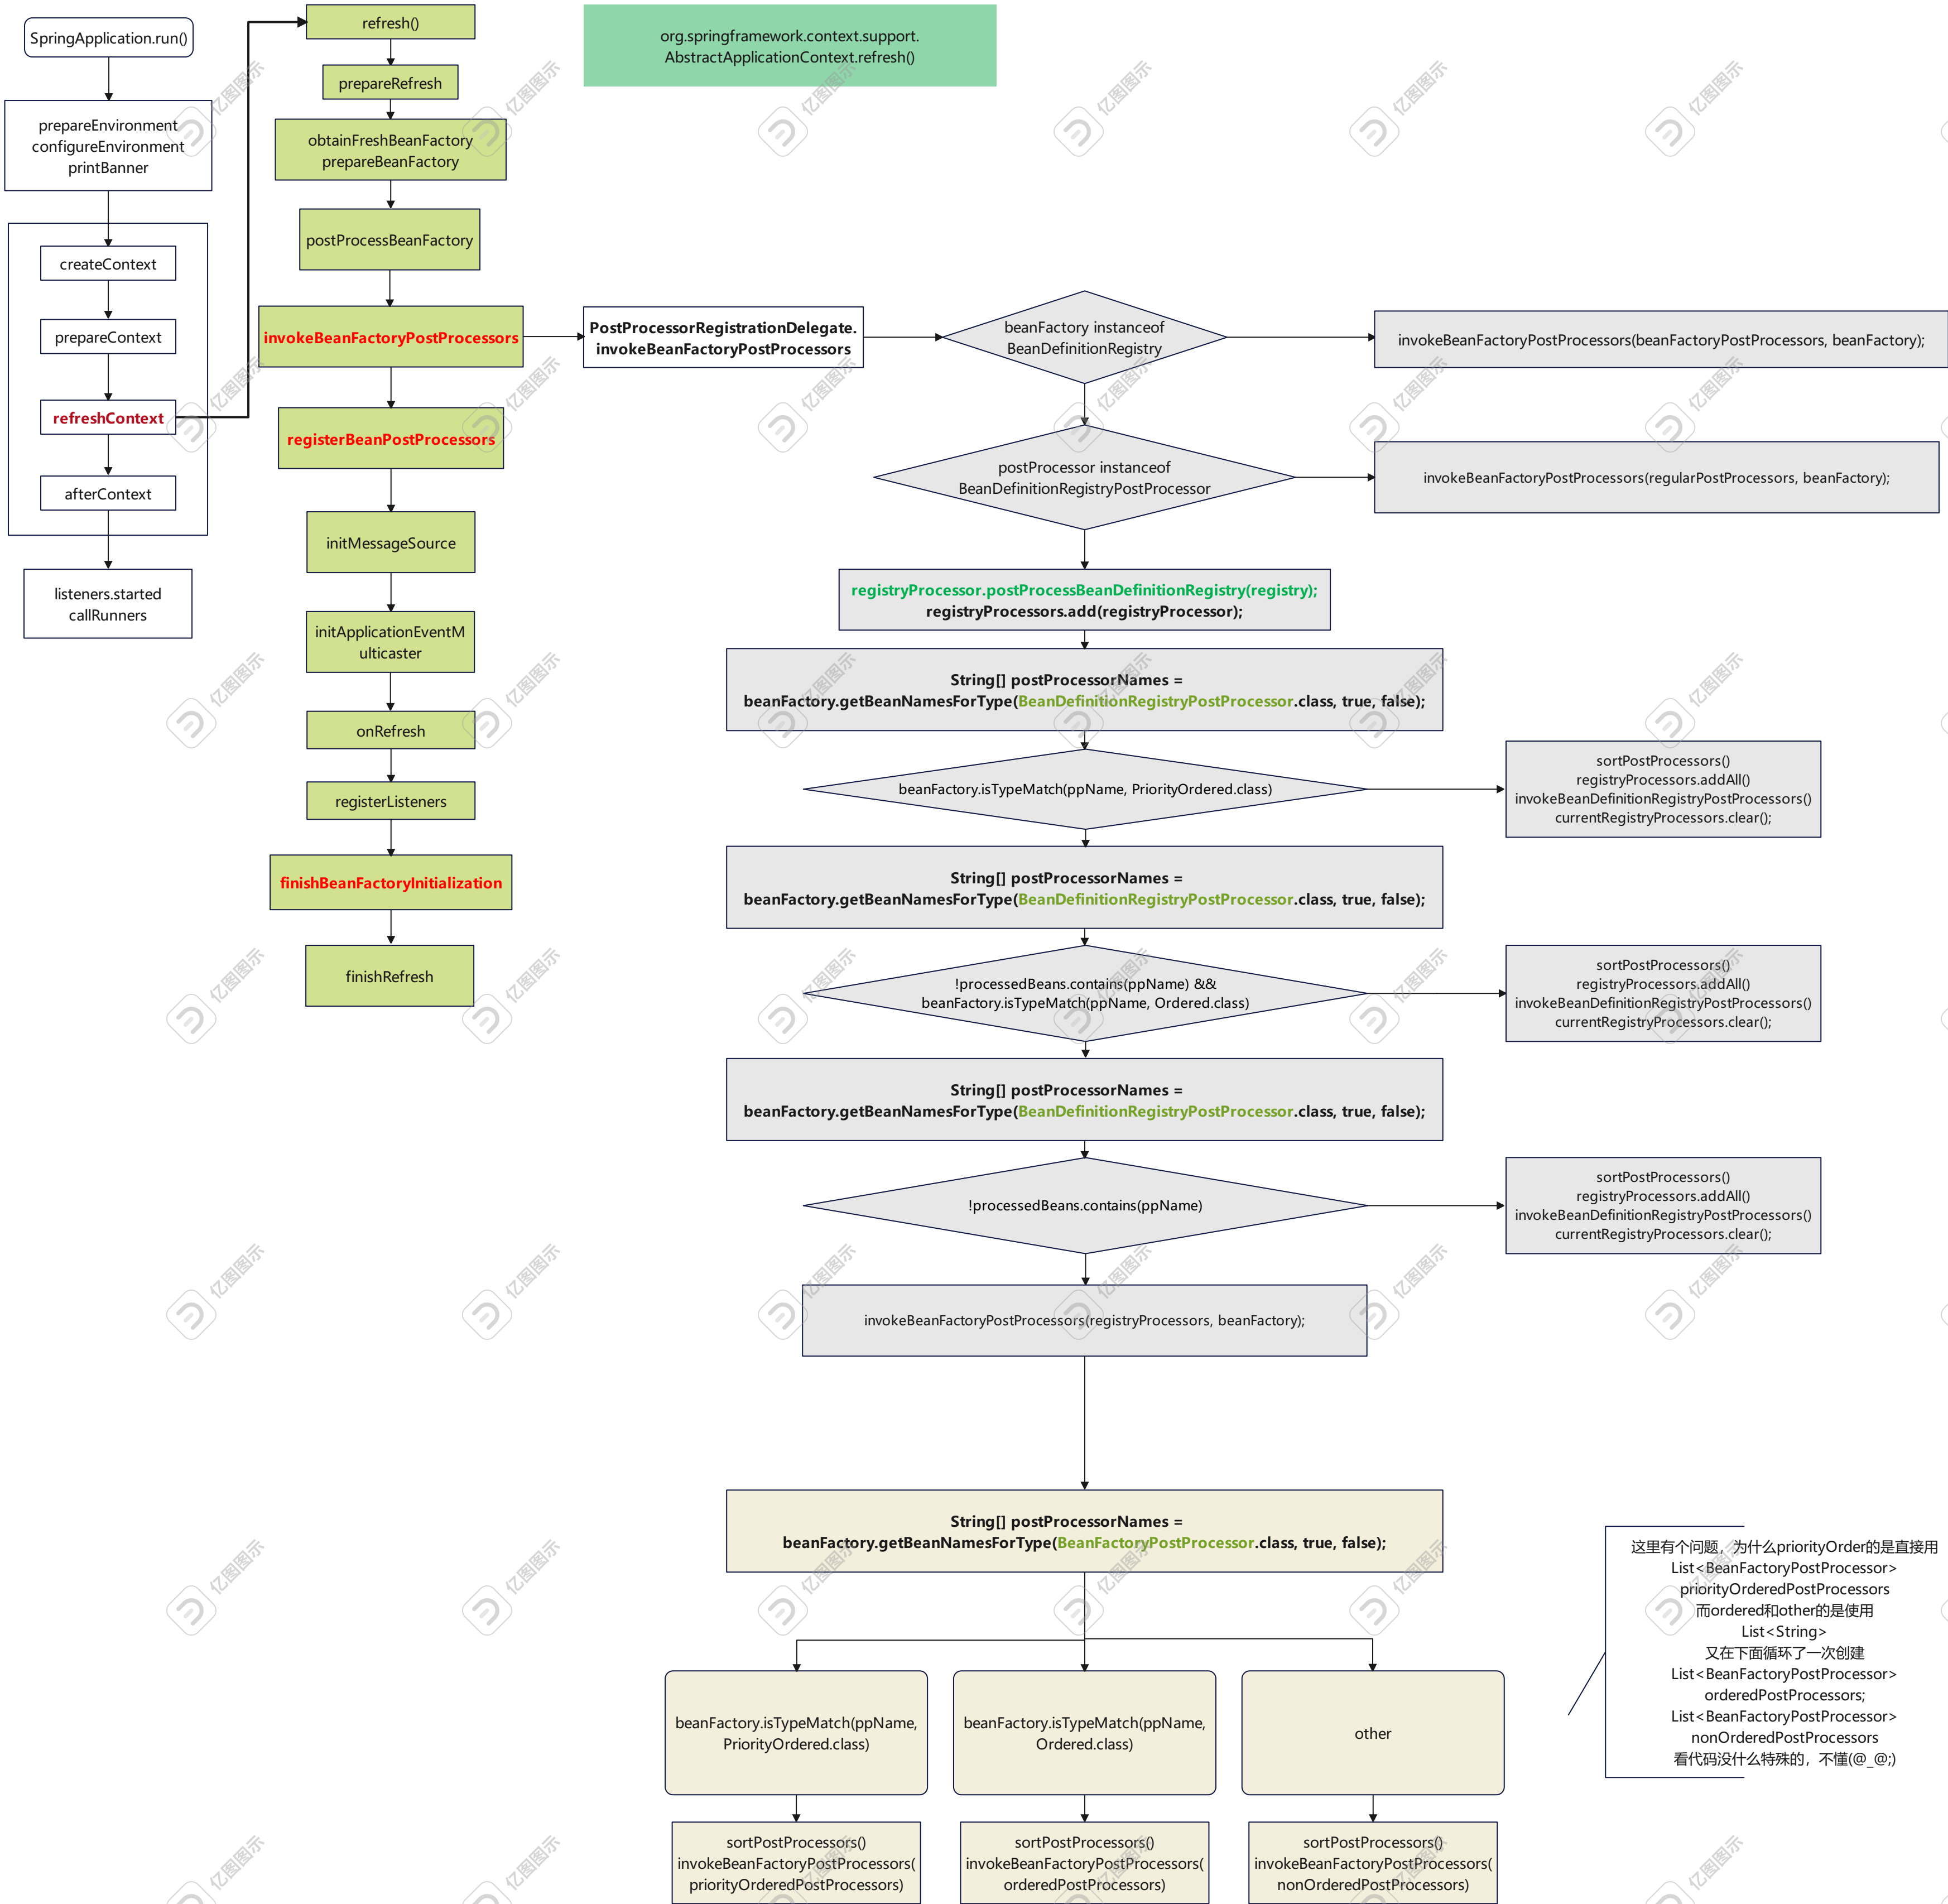 SpringApplication.run()
prepareEnvironment
configureEnvironment
printBanner
createContext
prepareContext
refreshContext
afterContext
listeners.started
callRunners
refresh()
prepareRefresh
obtainFreshBeanFactory
prepareBeanFactory
postProcessBeanFactory
invokeBeanFactoryPostProcessors
registerBeanPostProcessors
initMessageSource
initApplicationEventM
ulticaster
onRefresh
registerListeners
finishBeanFactoryInitialization
finishRefresh
org.springframework.context.support.
AbstractApplicationContext.refresh()
PostProcessorRegistrationDelegate.
invokeBeanFactoryPostProcessors
beanFactory instanceof
BeanDefinitionRegistry
invokeBeanFactoryPostProcessors(beanFactoryPostProcessors, beanFactory);
postProcessor instanceof
BeanDefinitionRegistryPostProcessor
invokeBeanFactoryPostProcessors(regularPostProcessors, beanFactory);
registryProcessor.postProcessBeanDefinitionRegistry(registry);
registryProcessors.add(registryProcessor);
String[] postProcessorNames =
beanFactory.getBeanNamesForType(BeanDefinitionRegistryPostProcessor.class, true, false);
beanFactory.isTypeMatch(ppName, PriorityOrdered.class)
sortPostProcessors()
registryProcessors.addAll()
invokeBeanDefinitionRegistryPostProcessors()
currentRegistryProcessors.clear();
String[] postProcessorNames =
beanFactory.getBeanNamesForType(BeanDefinitionRegistryPostProcessor.class, true, false);
!processedBeans.contains(ppName) &&
beanFactory.isTypeMatch(ppName, Ordered.class)
sortPostProcessors()
registryProcessors.addAll()
invokeBeanDefinitionRegistryPostProcessors()
currentRegistryProcessors.clear();
String[] postProcessorNames =
beanFactory.getBeanNamesForType(BeanDefinitionRegistryPostProcessor.class, true, false);
!processedBeans.contains(ppName)
sortPostProcessors()
registryProcessors.addAll()
invokeBeanDefinitionRegistryPostProcessors()
currentRegistryProcessors.clear();
invokeBeanFactoryPostProcessors(registryProcessors, beanFactory);
String[] postProcessorNames =
beanFactory.getBeanNamesForType(BeanFactoryPostProcessor.class, true, false);
beanFactory.isTypeMatch(ppName,
PriorityOrdered.class)
beanFactory.isTypeMatch(ppName,
Ordered.class)
other
sortPostProcessors()
invokeBeanFactoryPostProcessors(
priorityOrderedPostProcessors)
sortPostProcessors()
invokeBeanFactoryPostProcessors(
orderedPostProcessors)
sortPostProcessors()
invokeBeanFactoryPostProcessors(
nonOrderedPostProcessors)
这里有个问题，为什么priorityOrder的是直接用
List<BeanFactoryPostProcessor>
priorityOrderedPostProcessors
而ordered和other的是使用
List<String>
又在下面循环了一次创建
List<BeanFactoryPostProcessor>
orderedPostProcessors;
List<BeanFactoryPostProcessor>
nonOrderedPostProcessors
看代码没什么特殊的，不懂(@_@;)
亿图图示